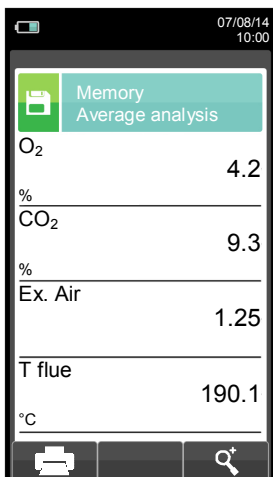 07/08/14
10:00
Memory
Average analysis
O₂
4.2
%
CO₂
9.3
%
Ex. Air
1.25
T flue
190.1
°C